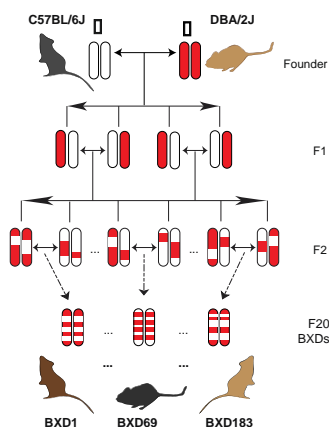 C57BL/6J DBA/2J
Founder
F1
F2
... ...
F20
BXDs
... ...
... ...
BXD1 BXD69 BXD183